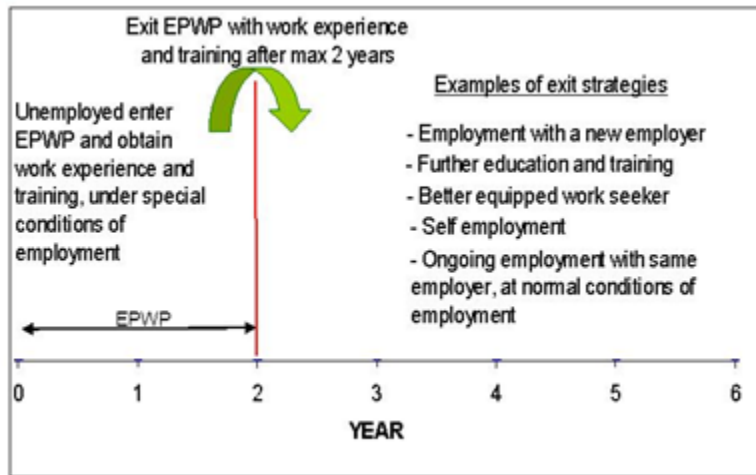 Exit EPWP with work experience
and training after max 2 years
Unemployed enter
EPWP and obtain
work experience and
training, under special
conditions of
employment
Examples of exit strategies
- Employment with a new employer
- Further education and training
- Better equipped work seeker
- Self employment
- Ongoing employment with same
employer, at normal conditions of
employment
EPWP
0 1 2 3 4 5 6
YEAR